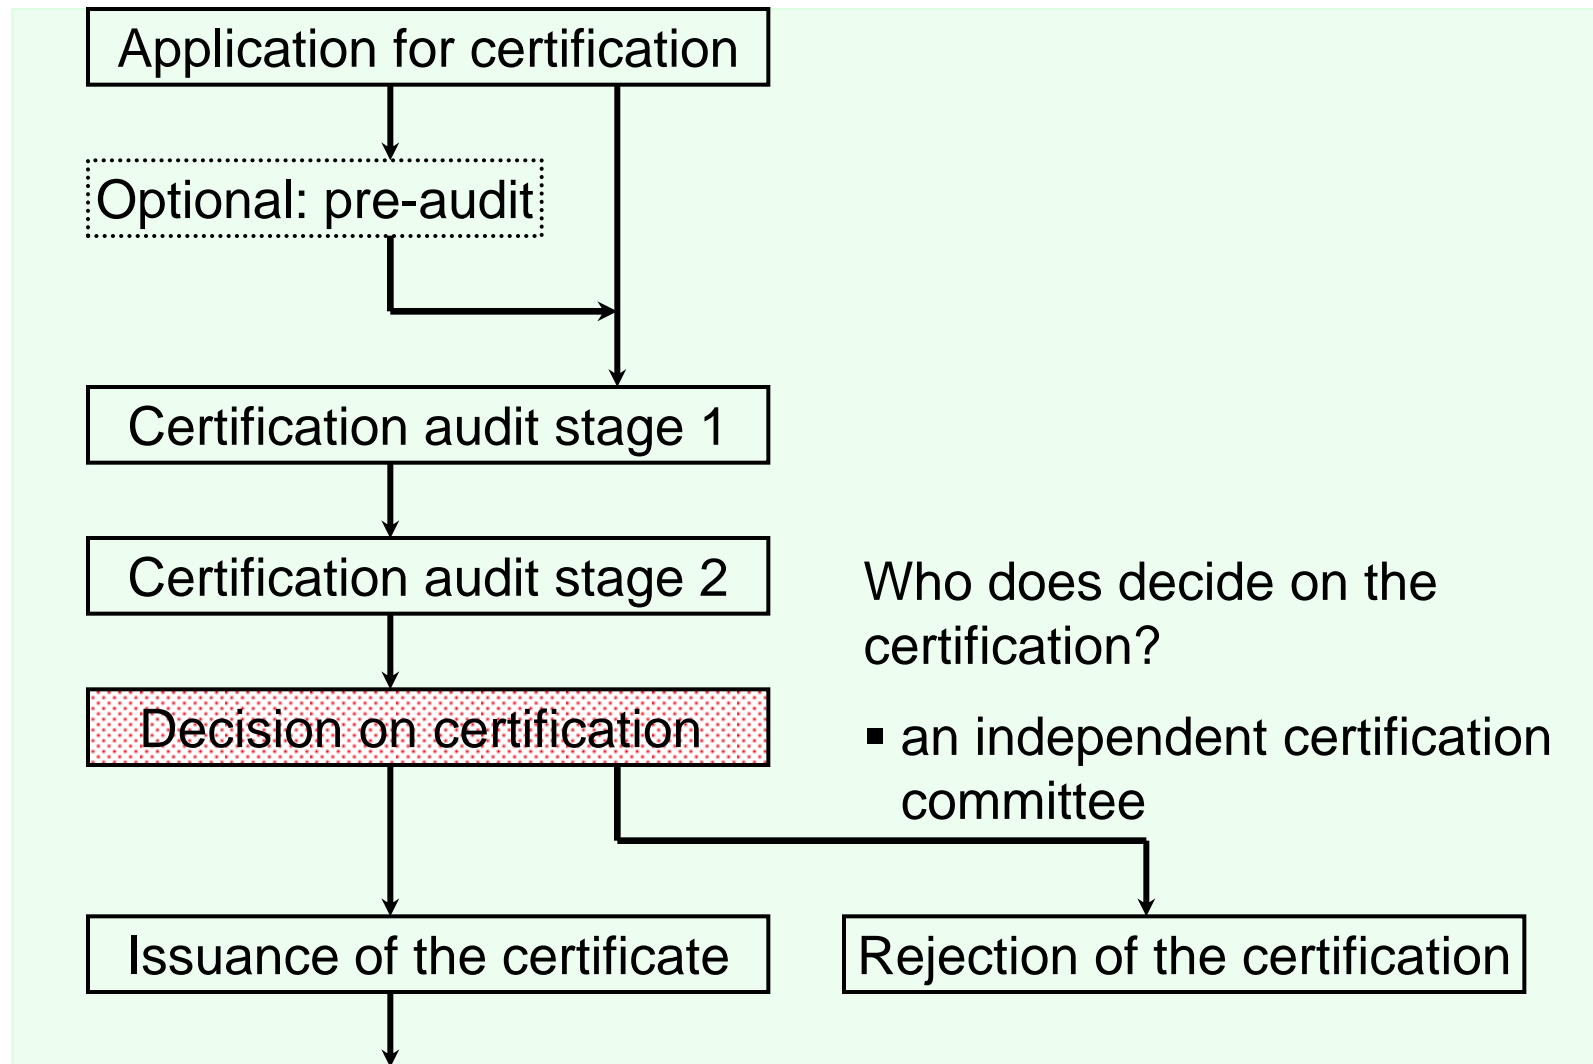 Application for certification
Optional: pre-audit
Certification audit stage 1
Certification audit stage 2
Who does decide on the
certification?
Decision on certification
▪ an independent certification
committee
Issuance of the certificate
Rejection of the certification